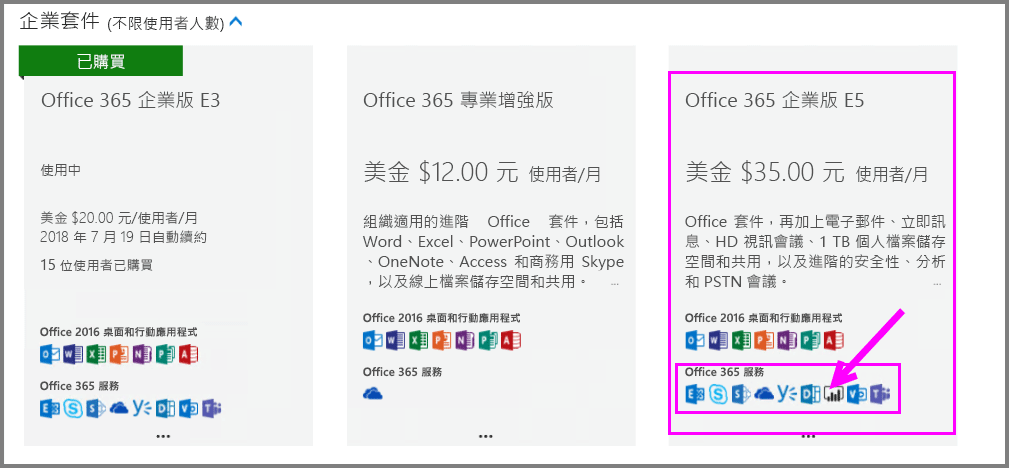 企業套件 (不限使用者人數)
已購買
Office 365 企業版 E3
使用中
美金 $20.00 元/使用者/月
2018 年 7 月 19 日自動續約
15 位使用者已購買
Office 2016 桌面和行動應用程式
Office 365 服務
...
Office 365 專業增強版
美金 $12.00 元 使用者/月
組織適用的進階 Office 套件，包括
Word、Excel、PowerPoint、Outlook
、OneNote、Access 和商務用 Skype
，以及線上檔案儲存空間和共用。 ...
Office 2016 桌面和行動應用程式
Office 365 服務
...
Office 365 企業版 E5
美金 $35.00 元 使用者/月
Office 套件，再加上電子郵件、立即訊
息、HD 視訊會議、1 TB 個人檔案儲存
空間和共用，以及進階的安全性、分析
和 PSTN 會議。 ...
Office 2016 桌面和行動應用程式
Office 365 服務
...